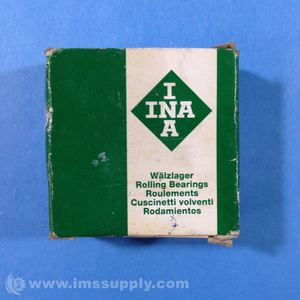 I
INA
A
Wälzlager
Rolling Bearings
Roulements
Cuscinetti volventi
Rodamientos
© www.imssupply.com